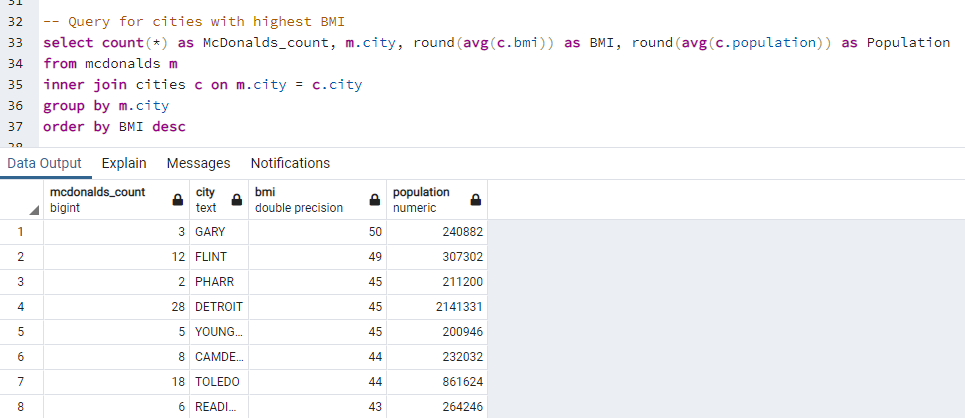 31
32 -- Query for cities with highest BMI
33 select count(*) as McDonalds_count, m.city, round(avg(c.bmi)) as BMI, round(avg(c.population)) as Population
34 from mcdonalds m
35 inner join cities c on m.city = c.city
36 group by m.city
37 order by BMI desc
38
Data Output Explain Messages Notifications
mcdonalds_count city bmi population
bigint text double precision numeric
1 3 GARY 50 240882
2 12 FLINT 49 307302
3 2 PHARR 45 211200
4 28 DETROIT 45 2141331
5 5 YOUNG... 45 200946
6 8 CAMDE... 44 232032
7 18 TOLEDO 44 861624
8 6 READI... 43 264246